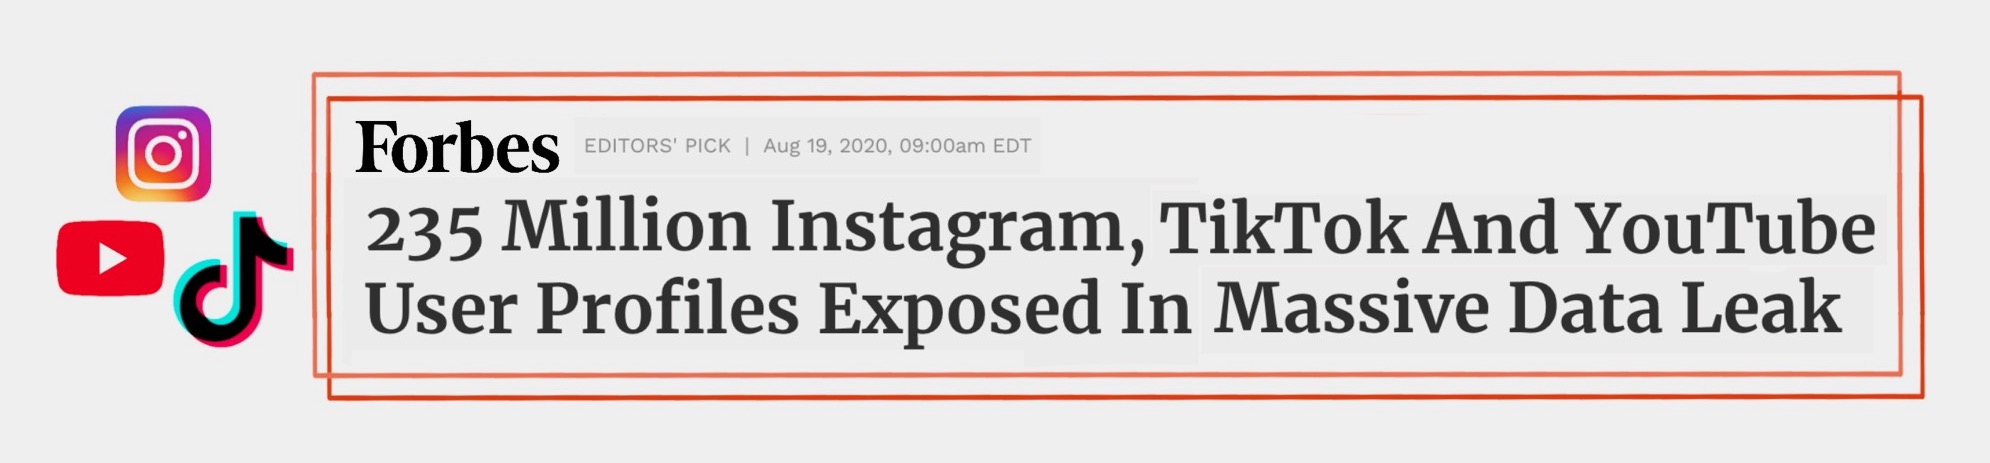 Forbes EDITORS' PICK | Aug 19, 2020, 09:00am EDT
235 Million Instagram, TikTok And YouTube
User Profiles Exposed In Massive Data Leak